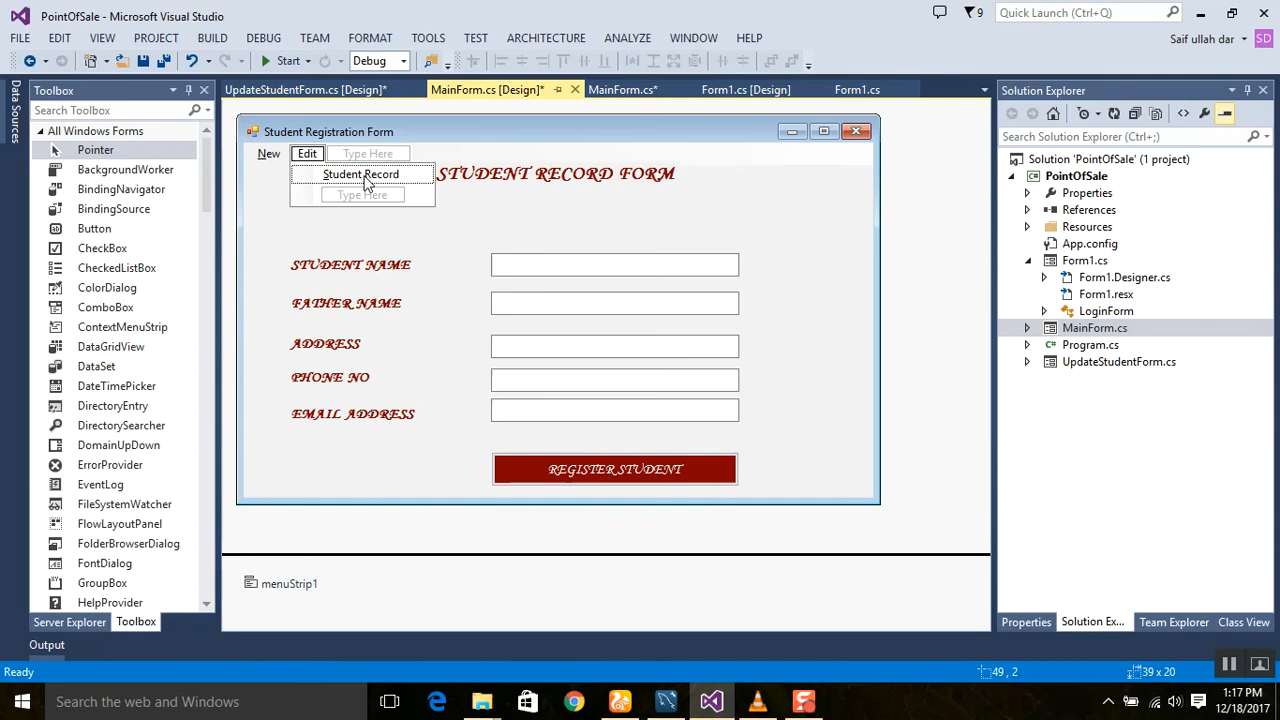 PointOfSale - Microsoft Visual Studio
9
Quick Launch (Ctrl+Q)
FILE EDIT VIEW PROJECT BUILD DEBUG TEAM FORMAT TOOLS TEST ARCHITECTURE ANALYZE WINDOW HELP
Saif ullah dar SD
Start Debug
Data Sources
Toolbox
Search Toolbox
All Windows Forms
Pointer
BackgroundWorker
BindingNavigator
BindingSource
Button
CheckBox
CheckedListBox
ColorDialog
ComboBox
ContextMenuStrip
DataGridView
DataSet
DateTimePicker
DirectoryEntry
DirectorySearcher
DomainUpDown
ErrorProvider
EventLog
FileSystemWatcher
FlowLayoutPanel
FolderBrowserDialog
FontDialog
GroupBox
HelpProvider
Server Explorer Toolbox
UpdateStudentForm.cs [Design]* MainForm.cs [Design]* MainForm.cs* Form1.cs [Design] Form1.cs
Student Registration Form
New Edit Type Here
Student Record
Type Here
STUDENT RECORD FORM
STUDENT NAME
FATHER NAME
ADDRESS
PHONE NO
EMAIL ADDRESS
REGISTER STUDENT
menuStrip1
Solution Explorer
Search Solution Explorer (Ctrl+;)
Solution 'PointOfSale' (1 project)
PointOfSale
Properties
References
Resources
App.config
Form1.cs
Form1.Designer.cs
Form1.resx
LoginForm
MainForm.cs
Program.cs
UpdateStudentForm.cs
Properties Solution Ex... Team Explorer Class View
Output
Ready
49 , 2
39 x 20
Search the web and Windows
1:17 PM
12/18/2017